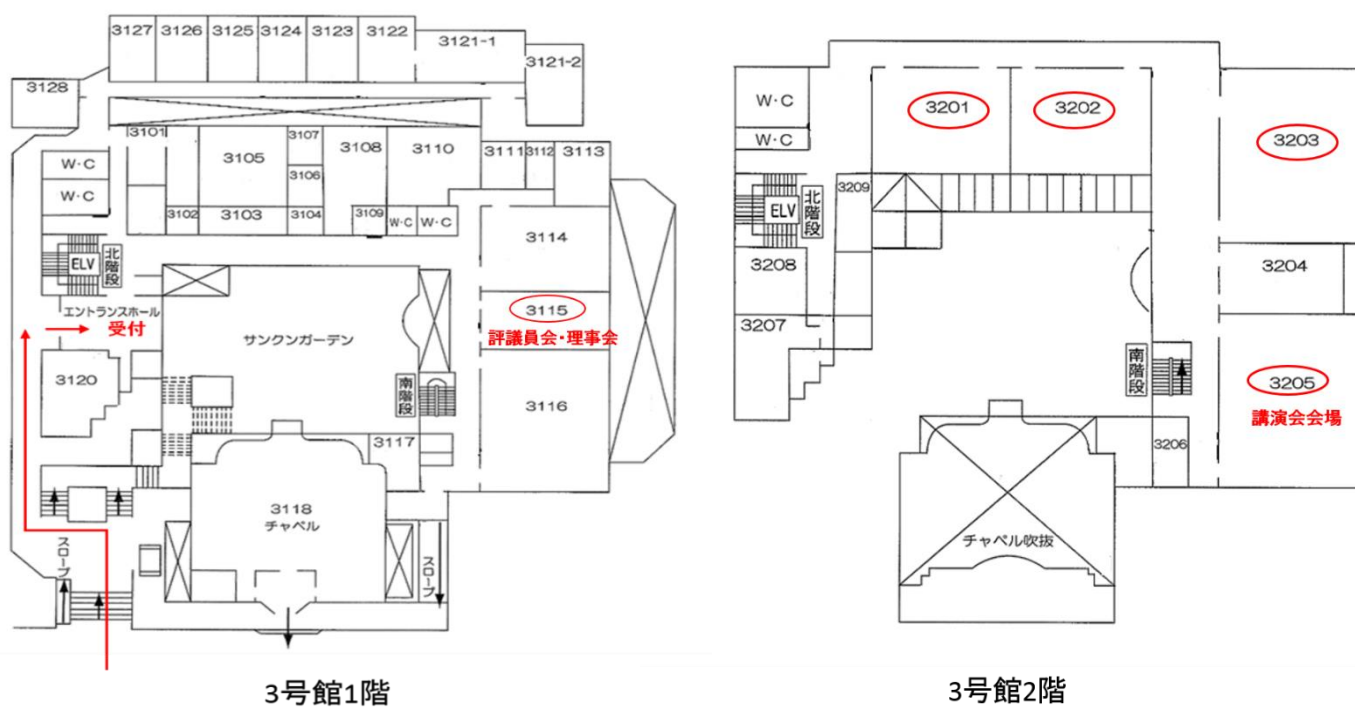 3127
3126
3125
3124
3123
3122
3121-1
3121-2
3128
3101
3105
3107
3106
3108
3110
3111
3112
3113
W·C
W·C
3102
3103
3104
3109
W·C
W·C
3114
ELV
北階段
エントランスホール
受付
サンクンガーデン
3115
評議員会・理事会
3120
南階段
3116
3117
3118
チャペル
スロープ
スロープ
3号館1階
W·C
W·C
3201
3202
3203
ELV
北階段
3209
3208
3204
3207
南階段
3205
講演会会場
3206
チャペル吹抜
3号館2階